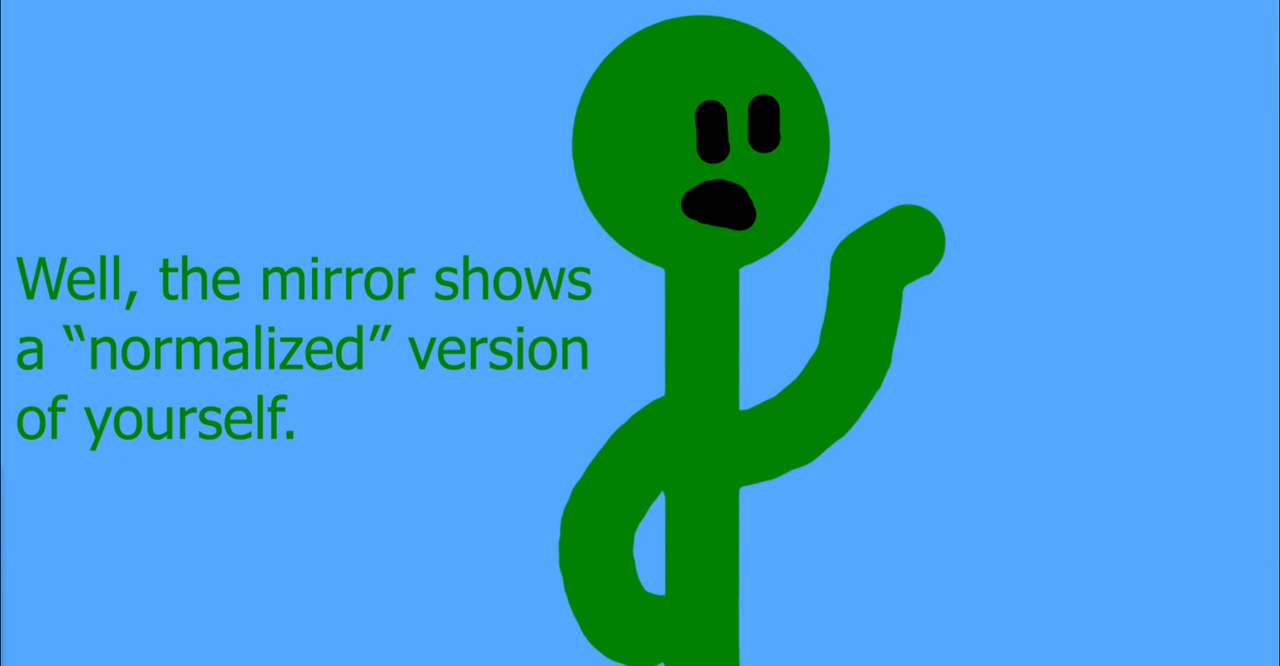 Well, the mirror shows
a “normalized” version
of yourself.